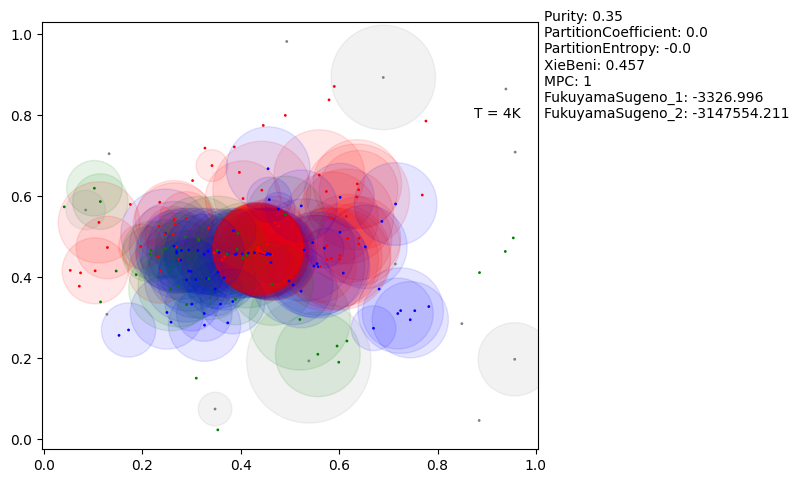 Purity: 0.35
PartitionCoefficient: 0.0
PartitionEntropy: -0.0
XieBeni: 0.457
MPC: 1
FukuyamaSugeno_1: -3326.996
FukuyamaSugeno_2: -3147554.211
T = 4K
1.0
0.8
0.6
0.4
0.2
0.0
0.0 0.2 0.4 0.6 0.8 1.0